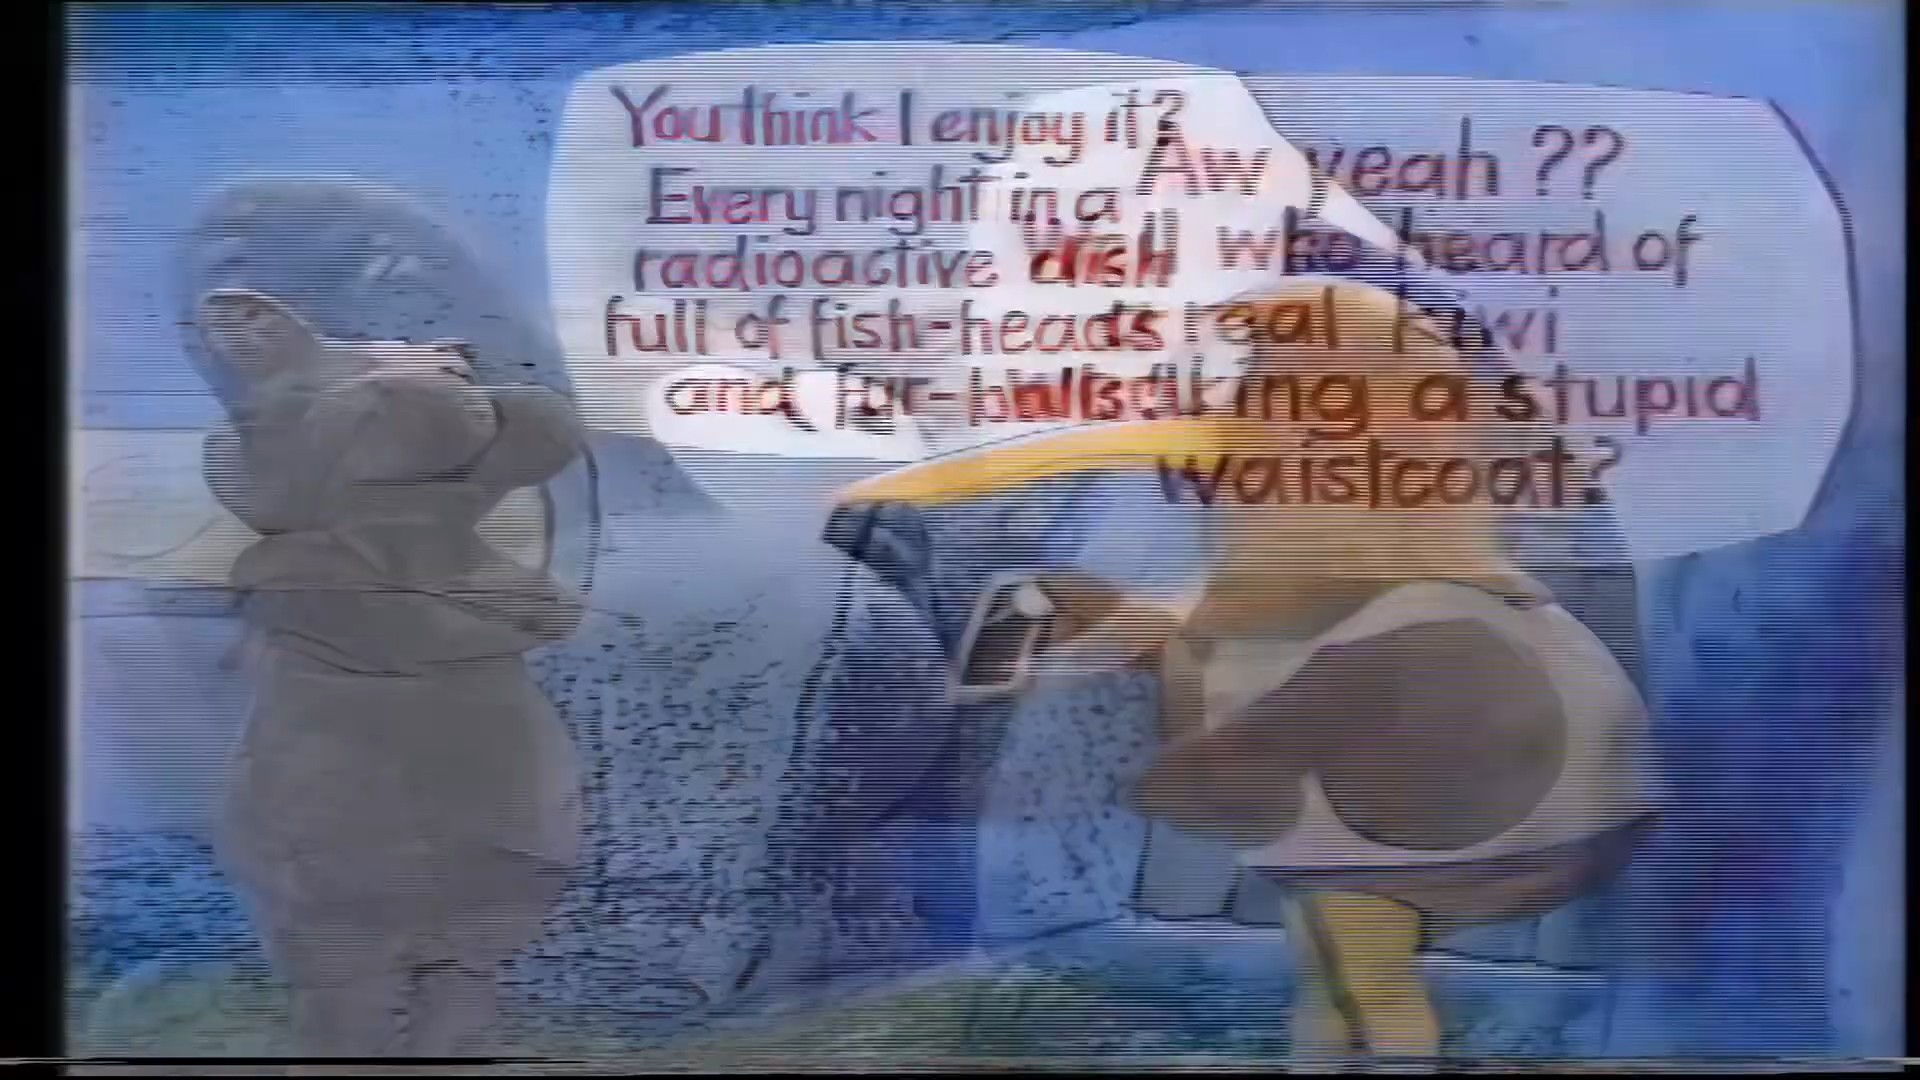 You think I enjoy it?
Every night in a
radioactive dish
full of fish-heads
and fur-balls
Aw yeah ??
who heard of
real kiwi
a stupid
waistcoat?